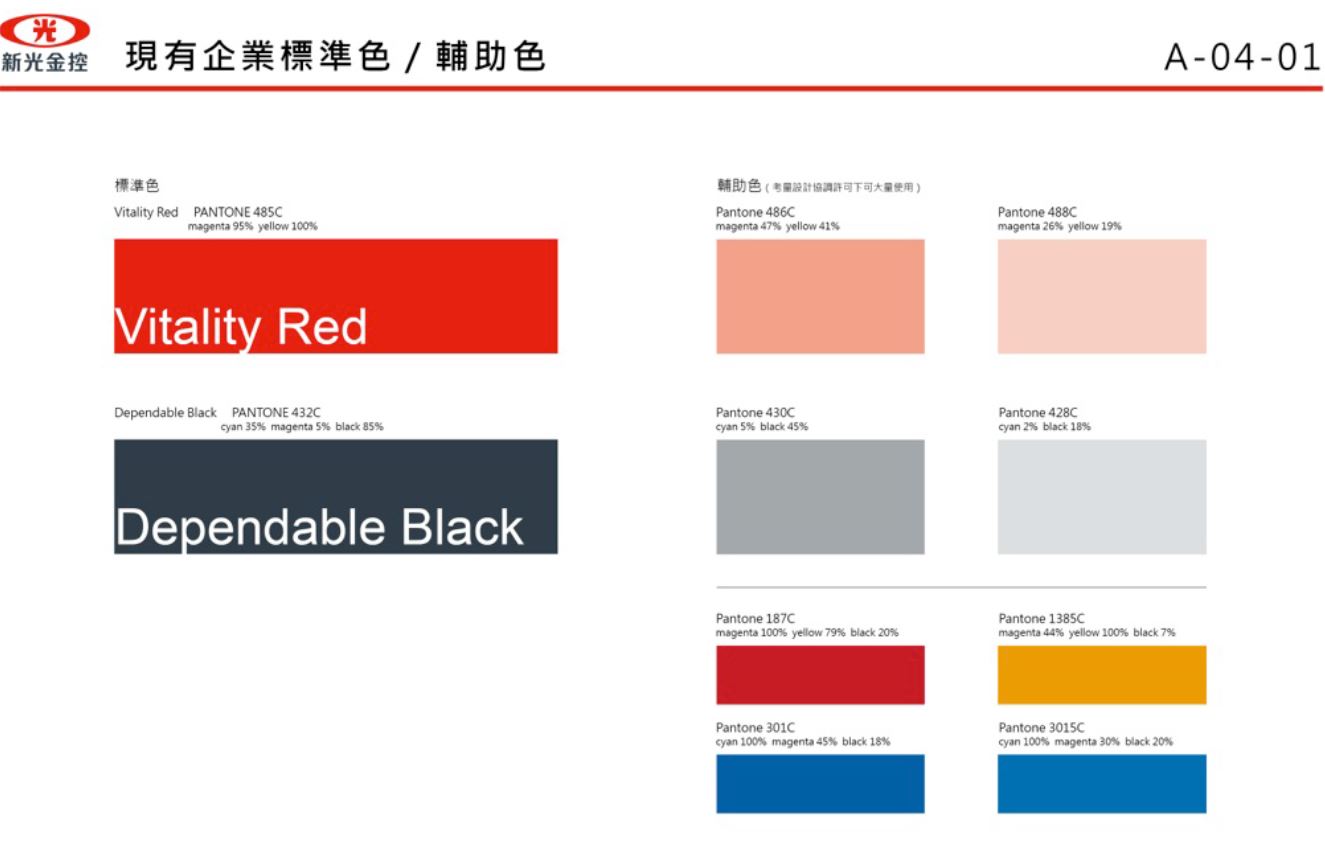 光
新光金控
現有企業標準色 / 輔助色
A-04-01
標準色
Vitality Red PANTONE 485C
magenta 95% yellow 100%
Vitality Red
Dependable Black PANTONE 432C
cyan 35% magenta 5% black 85%
Dependable Black
輔助色 ( 考量設計協調許可下可大量使用 )
Pantone 486C
magenta 47% yellow 41%
Pantone 488C
magenta 26% yellow 19%
Pantone 430C
cyan 5% black 45%
Pantone 428C
cyan 2% black 18%
Pantone 187C
magenta 100% yellow 79% black 20%
Pantone 1385C
magenta 44% yellow 100% black 7%
Pantone 301C
cyan 100% magenta 45% black 18%
Pantone 3015C
cyan 100% magenta 30% black 20%